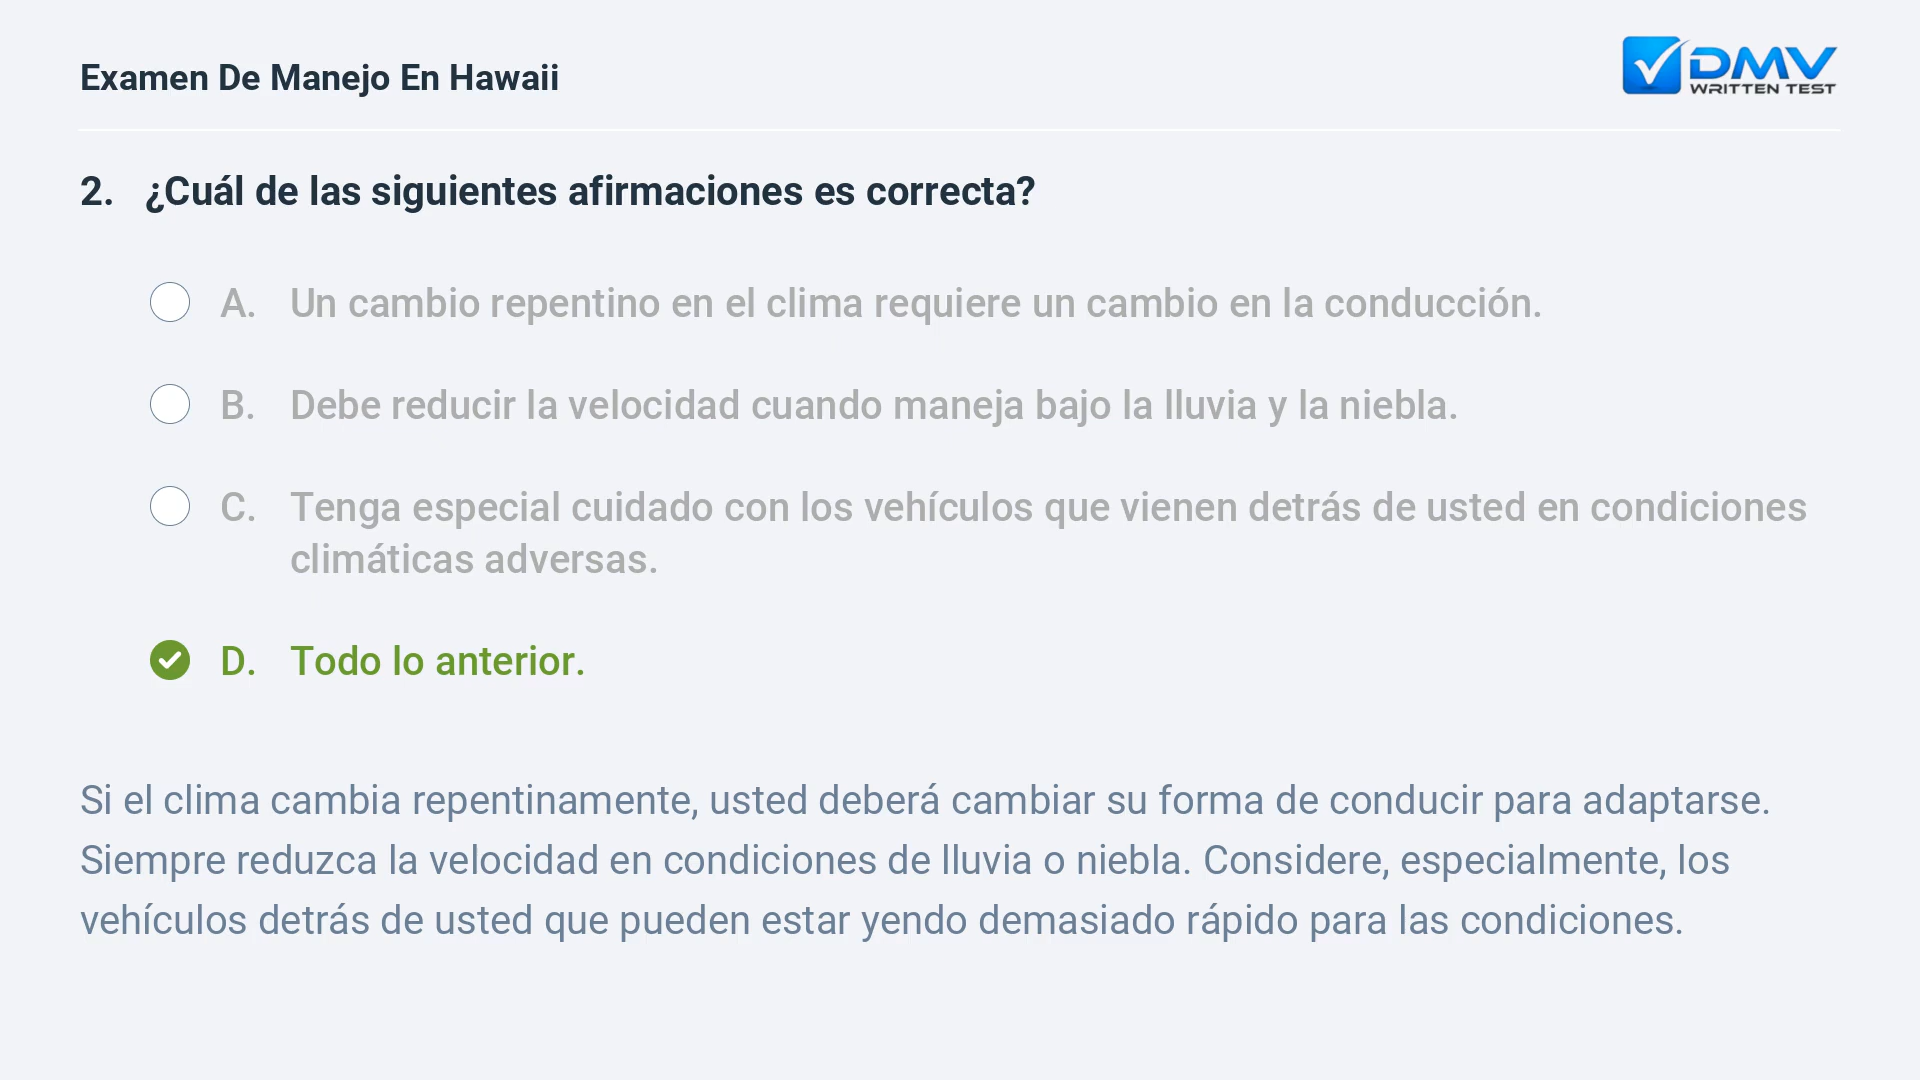 Examen De Manejo En Hawaii
DMV
WRITTEN TEST
2. ¿Cuál de las siguientes afirmaciones es correcta?
A. Un cambio repentino en el clima requiere un cambio en la conducción.
B. Debe reducir la velocidad cuando maneja bajo la lluvia y la niebla.
C. Tenga especial cuidado con los vehículos que vienen detrás de usted en condiciones
climáticas adversas.
D. Todo lo anterior.
Si el clima cambia repentinamente, usted deberá cambiar su forma de conducir para adaptarse.
Siempre reduzca la velocidad en condiciones de lluvia o niebla. Considere, especialmente, los
vehículos detrás de usted que pueden estar yendo demasiado rápido para las condiciones.